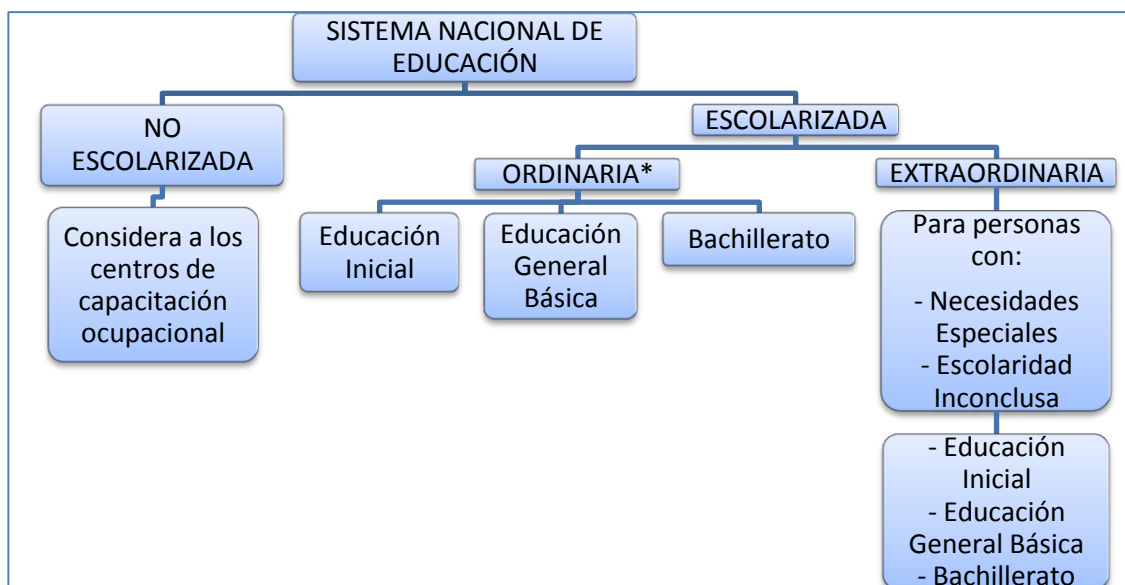 SISTEMA NACIONAL DE
EDUCACIÓN
NO
ESCOLARIZADA
Considera a los
centros de
capacitación
ocupacional
ESCOLARIZADA
ORDINARIA*
Educación
Inicial
Educación
General
Básica
Bachillerato
EXTRAORDINARIA
Para personas
con:
- Necesidades
Especiales
- Escolaridad
Inconclusa
- Educación
Inicial
- Educación
General Básica
- Bachillerato